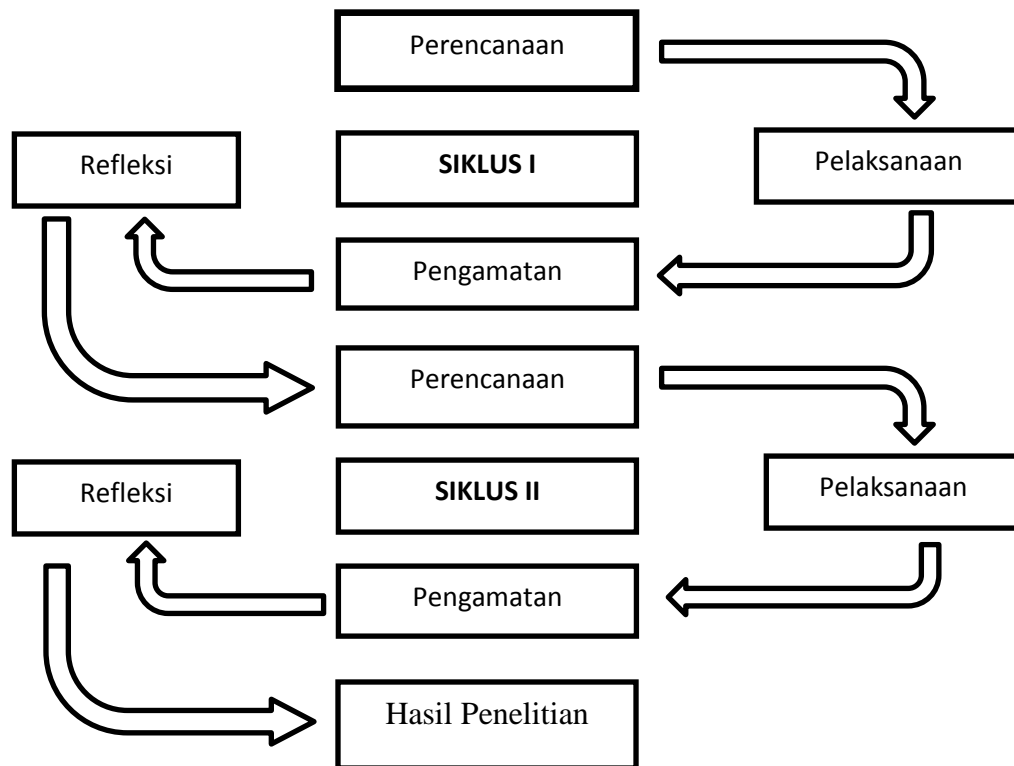 Perencanaan
Refleksi
SIKLUS I
Pelaksanaan
Pengamatan
Perencanaan
Refleksi
SIKLUS II
Pelaksanaan
Pengamatan
Hasil Penelitian